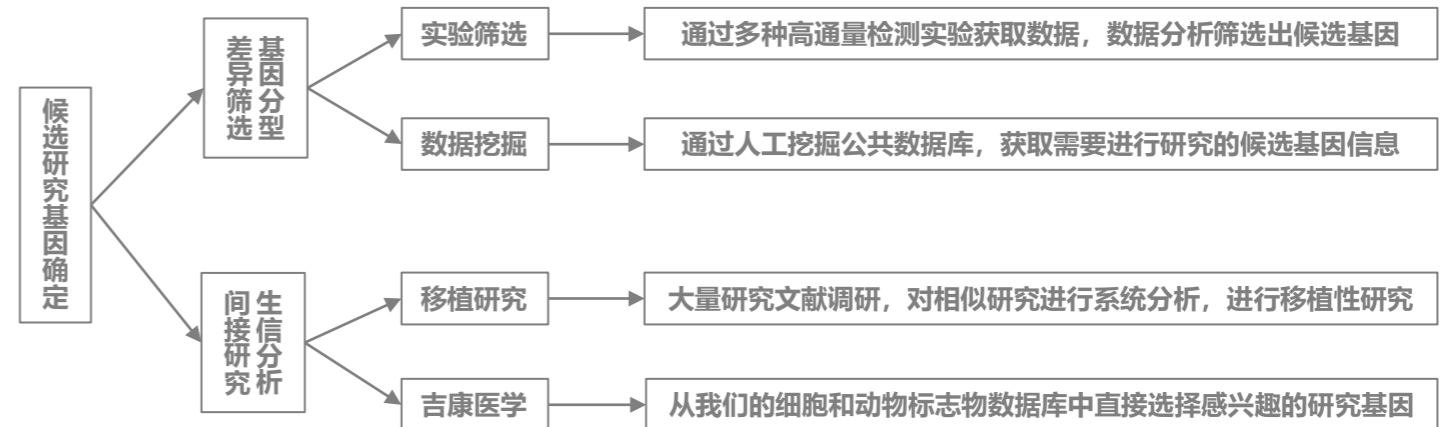 候选研究基因确定
基因分型
差异筛选
实验筛选
通过多种高通量检测实验获取数据，数据分析筛选出候选基因
数据挖掘
通过人工挖掘公共数据库，获取需要进行研究的候选基因信息
生信分析
间接研究
移植研究
大量研究文献调研，对相似研究进行系统分析，进行移植性研究
吉康医学
从我们的细胞和动物标志物数据库中直接选择感兴趣的研究基因